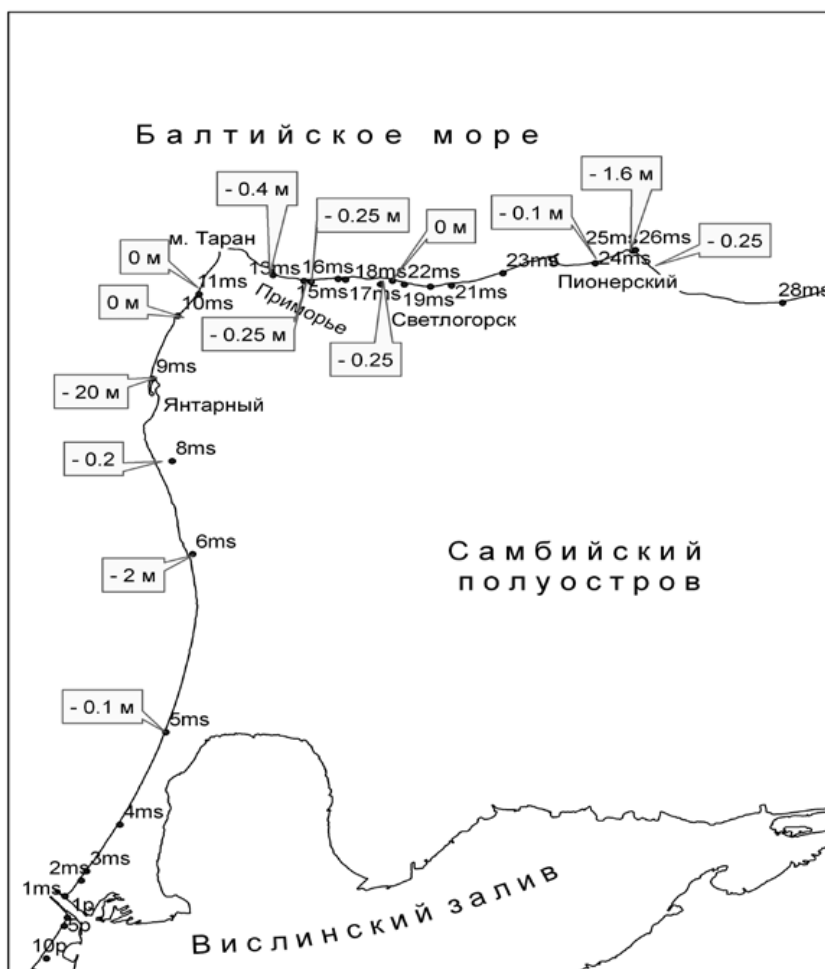 Балтийское море
- 1.6 м
- 0.4 м
- 0.25 м
0 м
- 0.1 м
- 0.25
м. Таран
0 м
25ms
26ms
24ms
Пионерский
11ms
13ms
16ms
18ms
22ms
23ms
0 м
10ms
15ms
17ms
19ms
21ms
28ms
Приморье
Светлогорск
- 0.25 м
- 0.25
9ms
- 20 м
Янтарный
8ms
- 0.2
6ms
- 2 м
Самбийский
полуостров
- 0.1 м
5ms
4ms
3ms
2ms
1ms
1p
5p
10p
Вислинский залив